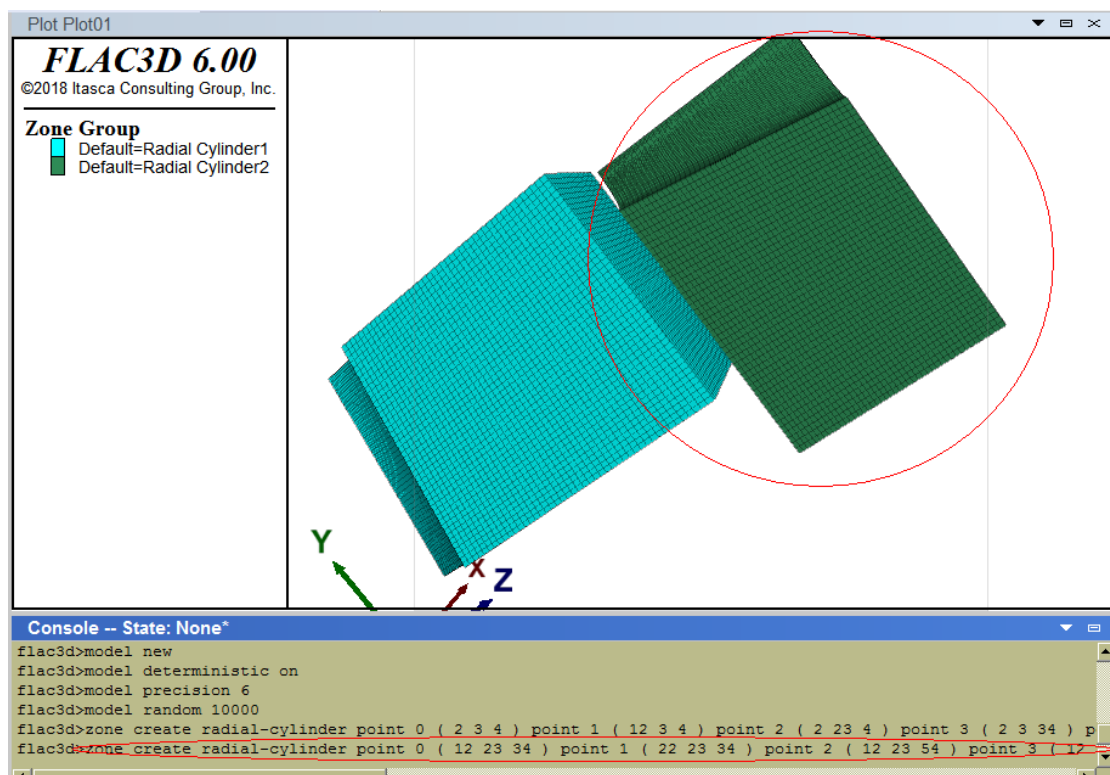 Plot Plot01
FLAC3D 6.00
©2018 Itasca Consulting Group, Inc.
Zone Group
Default=Radial Cylinder1
Default=Radial Cylinder2
Y
X
Z
Console -- State: None*
flac3d>model new
flac3d>model deterministic on
flac3d>model precision 6
flac3d>model random 10000
flac3d>zone create radial-cylinder point 0 ( 2 3 4 ) point 1 ( 12 3 4 ) point 2 ( 2 23 4 ) point 3 ( 2 3 34 ) p
flac3d>zone create radial-cylinder point 0 ( 12 23 34 ) point 1 ( 22 23 34 ) point 2 ( 12 23 54 ) point 3 ( 12